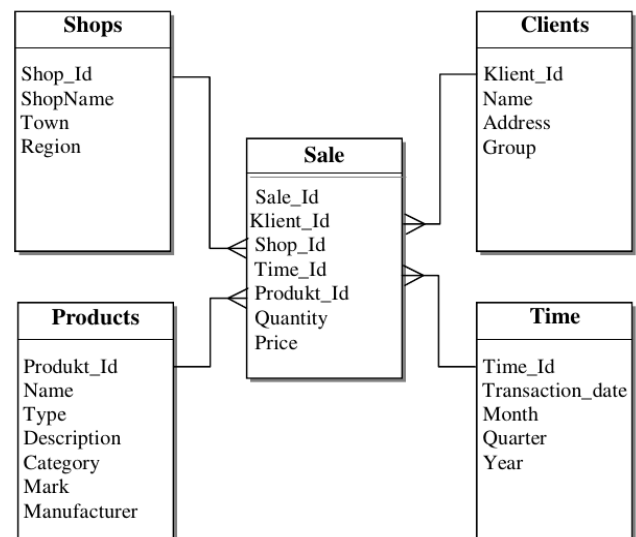 Shops
Shop_Id
ShopName
Town
Region
Clients
Klient_Id
Name
Address
Group
Sale
Sale_Id
Klient_Id
Shop_Id
Time_Id
Produkt_Id
Quantity
Price
Products
Produkt_Id
Name
Type
Description
Category
Mark
Manufacturer
Time
Time_Id
Transaction_date
Month
Quarter
Year